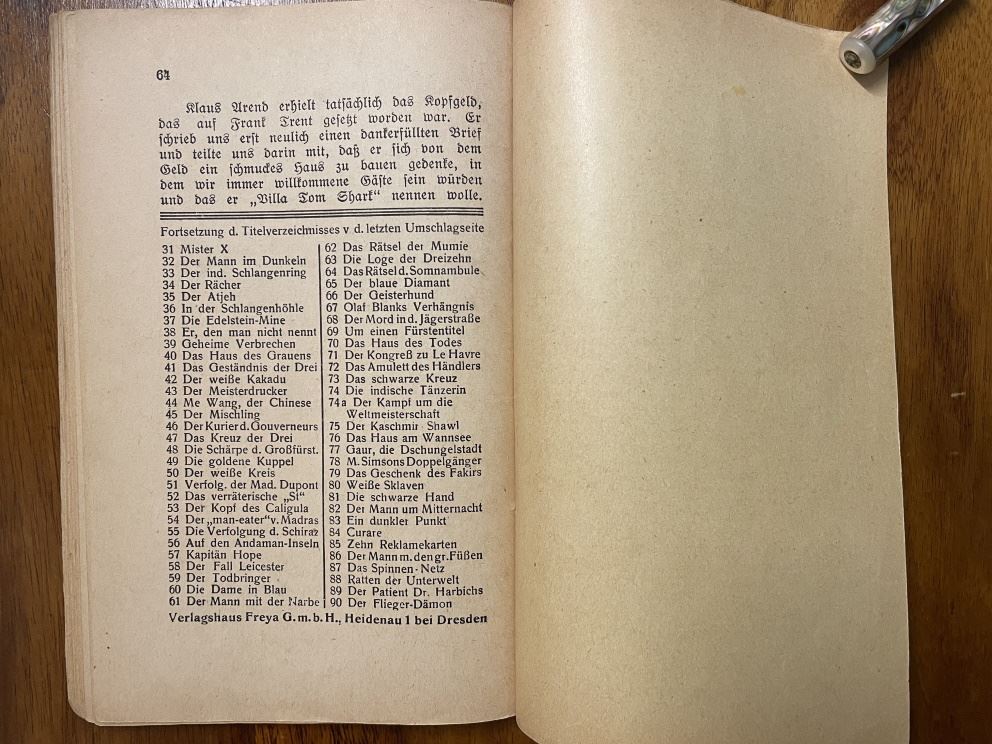 64
Klaus Arend erhielt tatsächlich das Kopfgeld,
das auf Frank Trent gesetzt worden war. Er
schrieb uns erst neulich einen dankerfüllten Brief
und teilte uns darin mit, daß er sich von dem
Geld ein schmuckes Haus zu bauen gedenke, in
dem wir immer willkommene Gäste sein würden
und das er „Villa Tom Shark“ nennen wolle.
Fortsetzung d. Titelverzeichnisses v d. letzten Umschlagseite
31 Mister X
32 Der Mann im Dunkeln
33 Der ind. Schlangenring
34 Der Rächer
35 Der Atjeh
36 In der Schlangenhöhle
37 Die Edelstein-Mine
38 Er, den man nicht nennt
39 Geheime Verbrechen
40 Das Haus des Grauens
41 Das Geständnis der Drei
42 Der weiße Kakadu
43 Der Meisterdrucker
44 Me Wang, der Chinese
45 Der Mischling
46 Der Kurier d. Gouverneurs
47 Das Kreuz der Drei
48 Die Schärpe d. Großfürst.
49 Die goldene Kuppel
50 Der weiße Kreis
51 Verfolg. der Mad. Dupont
52 Das verräterische „Si“
53 Der Kopf des Caligula
54 Der „man-eater“ v. Madras
55 Die Verfolgung d. Schiraz
56 Auf den Andaman-Inseln
57 Kapitän Hope
58 Der Fall Leicester
59 Der Todbringer
60 Die Dame in Blau
61 Der Mann mit der Narbe
62 Das Rätsel der Mumie
63 Die Loge der Dreizehn
64 Das Rätsel d. Somnambule
65 Der blaue Diamant
66 Der Geisterhund
67 Olaf Blanks Verhängnis
68 Der Mord in d. Jägerstraße
69 Um einen Fürstentitel
70 Das Haus des Todes
71 Der Kongreß zu Le Havre
72 Das Amulett des Händlers
73 Das schwarze Kreuz
74 Die indische Tänzerin
74a Der Kampf um die
Weltmeisterschaft
75 Der Kaschmir Shawl
76 Das Haus am Wannsee
77 Gaur, die Dschungelstadt
78 M. Simsons Doppelgänger
79 Das Geschenk des Fakirs
80 Weiße Sklaven
81 Die schwarze Hand
82 Der Mann um Mitternacht
83 Ein dunkler Punkt
84 Curare
85 Zehn Reklamekarten
86 Der Mann m. den gr. Füßen
87 Das Spinnen-Netz
88 Ratten der Unterwelt
89 Der Patient Dr. Harbichs
90 Der Flieger-Dämon
Verlagshaus Freya G. m. b. H., Heidenau 1 bei Dresden